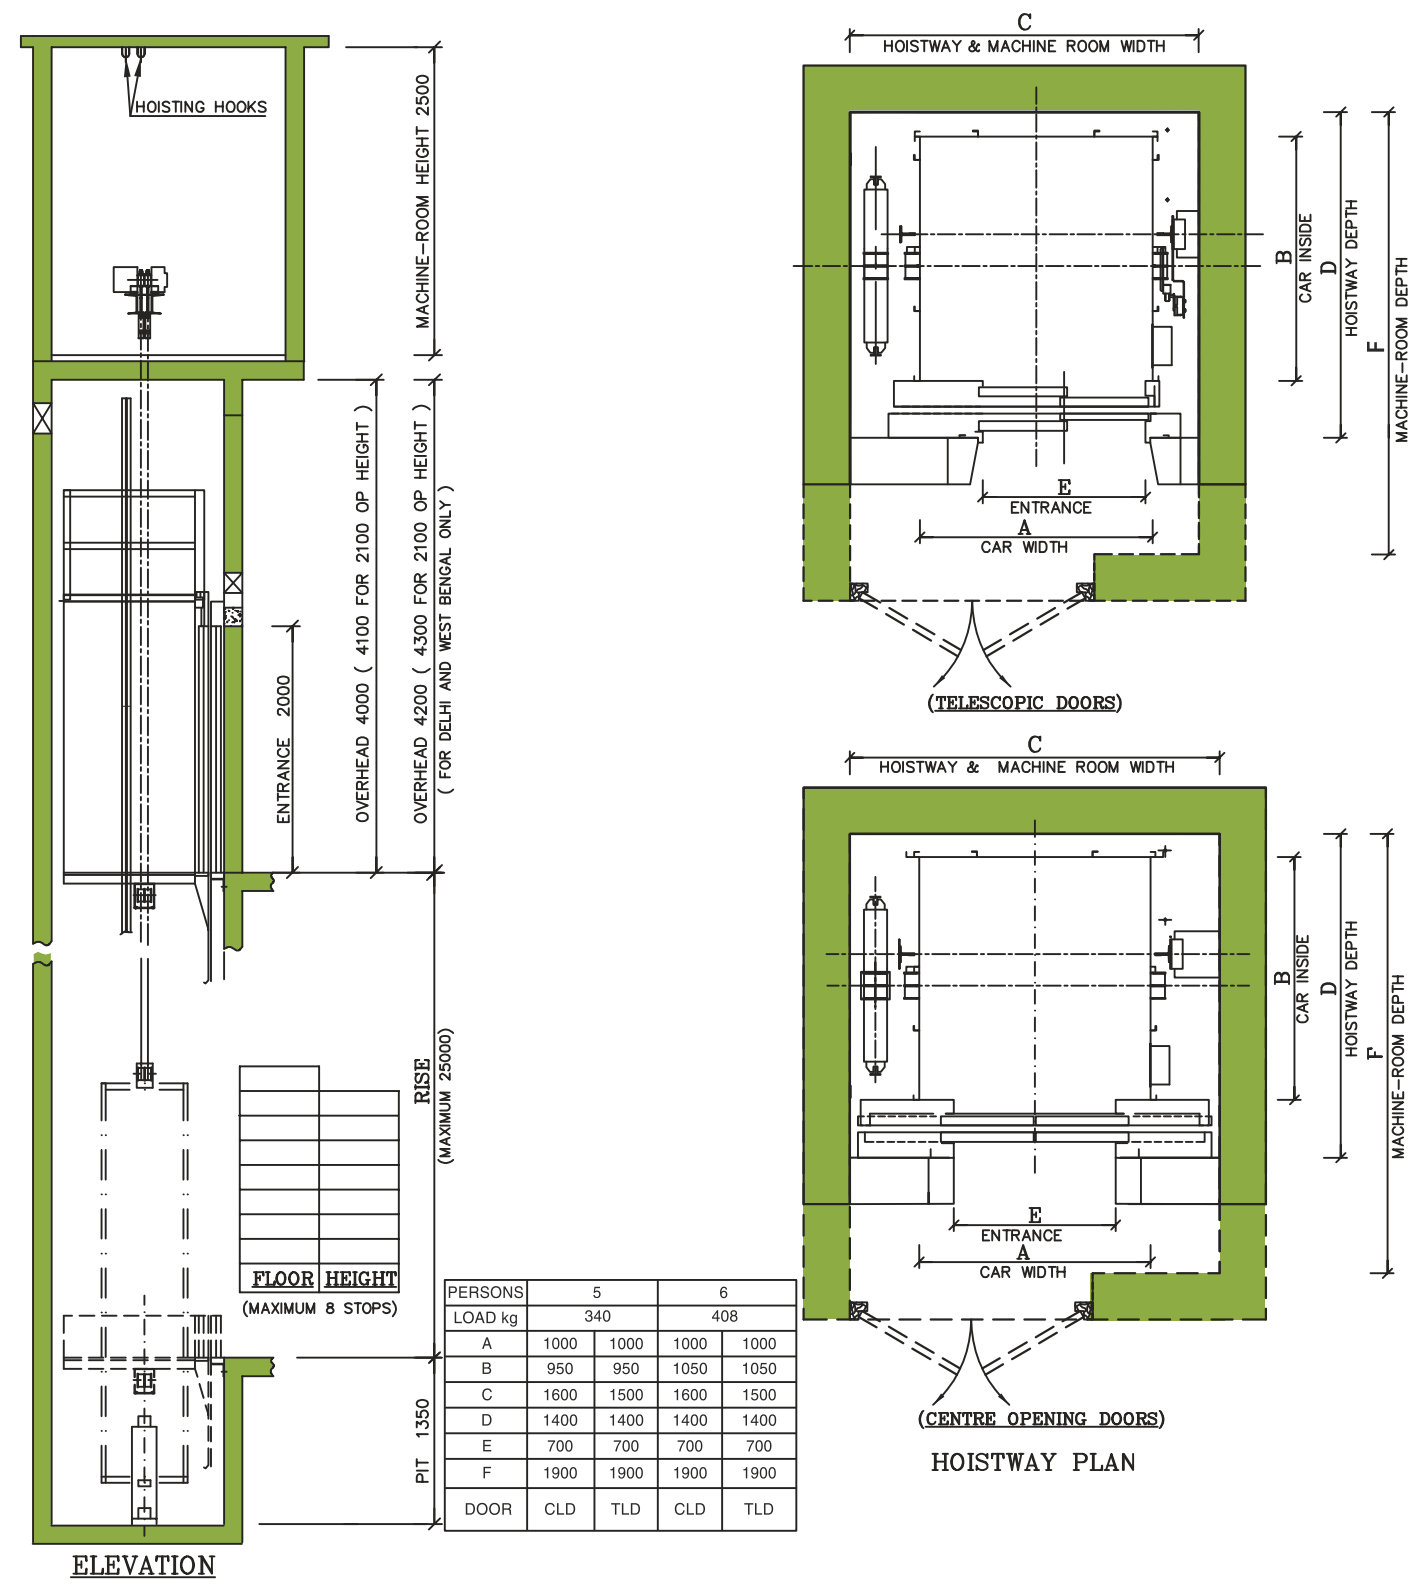 HOISTING HOOKS
MACHINE-ROOM HEIGHT 2500
ENTRANCE 2000
OVERHEAD 4000 ( 4100 FOR 2100 OP HEIGHT )
OVERHEAD 4200 ( 4300 FOR 2100 OP HEIGHT )
( FOR DELHI AND WEST BENGAL ONLY )
RISE
(MAXIMUM 25000)
FLOOR HEIGHT
(MAXIMUM 8 STOPS)
PIT 1350
ELEVATION
PERSONS 5 6
LOAD kg 340 408
A 1000 1000 1000 1000
B 950 950 1050 1050
C 1600 1500 1600 1500
D 1400 1400 1400 1400
E 700 700 700 700
F 1900 1900 1900 1900
DOOR CLD TLD CLD TLD
C
HOISTWAY & MACHINE ROOM WIDTH
B
CAR INSIDE
D
HOISTWAY DEPTH
F
MACHINE-ROOM DEPTH
E
ENTRANCE
A
CAR WIDTH
(TELESCOPIC DOORS)
C
HOISTWAY & MACHINE ROOM WIDTH
B
CAR INSIDE
D
HOISTWAY DEPTH
F
MACHINE-ROOM DEPTH
E
ENTRANCE
A
CAR WIDTH
(CENTRE OPENING DOORS)
HOISTWAY PLAN